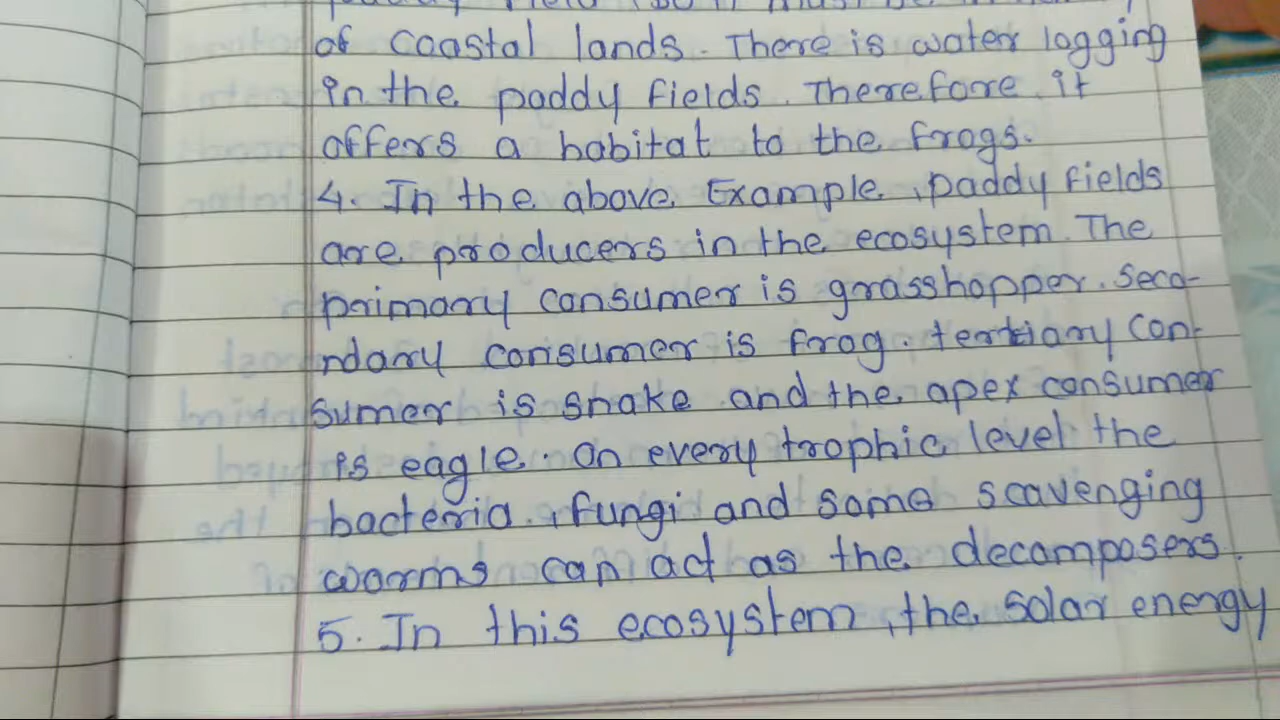 of coastal lands. There is water logging
in the paddy fields. Therefore it
offers a habitat to the frogs.
4. In the above Example, paddy fields
are producers in the ecosystem. The
primary consumer is grasshopper. Seco-
ndary consumer is frog. tertiary con-
sumer is snake and the apex consumer
is eagle. On every trophic level the
bacteria, fungi and some scavenging
worms can act as the decomposers.
5. In this ecosystem, the solar energy